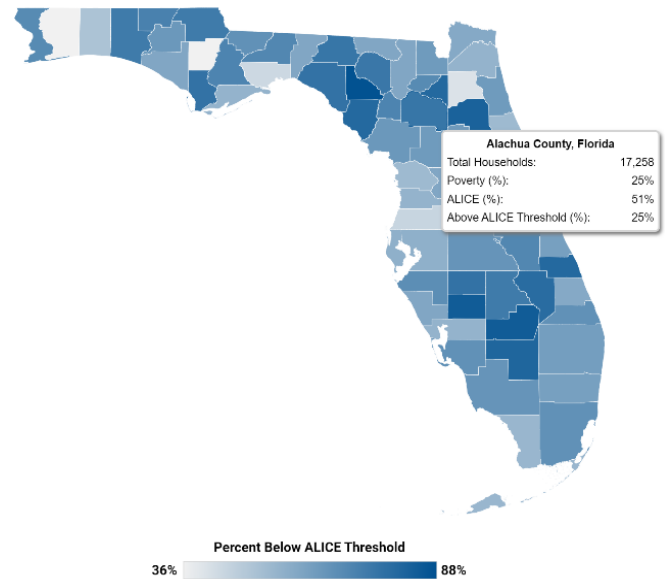 Alachua County, Florida
Total Households: 17,258
Poverty (%): 25%
ALICE (%): 51%
Above ALICE Threshold (%): 25%
Percent Below ALICE Threshold
36% 88%